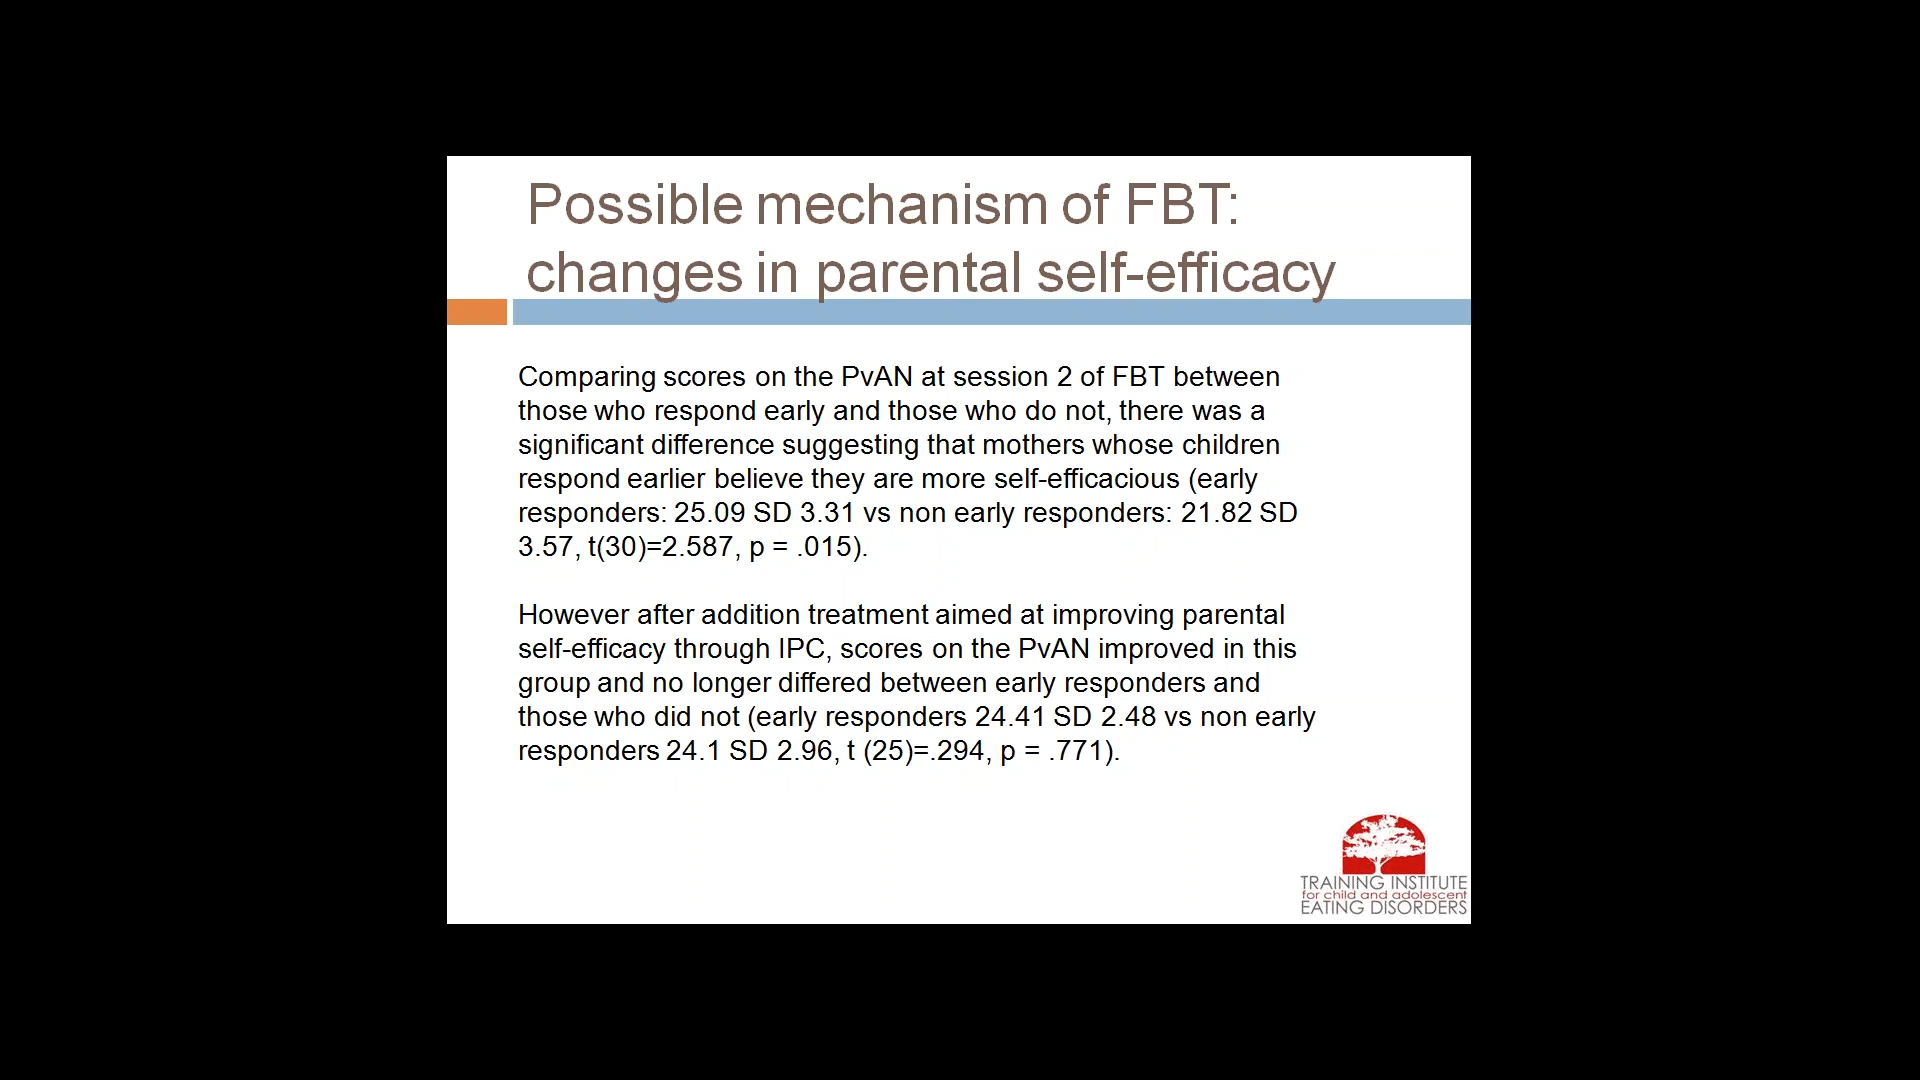 Possible mechanism of FBT:
changes in parental self-efficacy
Comparing scores on the PvAN at session 2 of FBT between
those who respond early and those who do not, there was a
significant difference suggesting that mothers whose children
respond earlier believe they are more self-efficacious (early
responders: 25.09 SD 3.31 vs non early responders: 21.82 SD
3.57, t(30)=2.587, p = .015).
However after addition treatment aimed at improving parental
self-efficacy through IPC, scores on the PvAN improved in this
group and no longer differed between early responders and
those who did not (early responders 24.41 SD 2.48 vs non early
responders 24.1 SD 2.96, t (25)=.294, p = .771).
TRAINING INSTITUTE
for child and adolescent
EATING DISORDERS